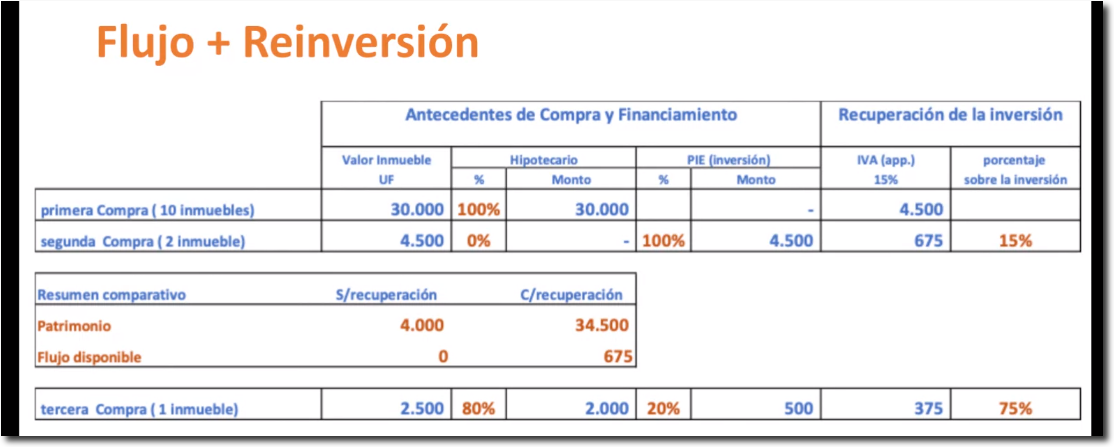 Flujo + Reinversión
Antecedentes de Compra y Financiamiento Recuperación de la inversión
Valor Inmueble Hipotecario PIE (inversión) IVA (app.) porcentaje
UF % Monto % Monto 15% sobre la inversión
primera Compra ( 10 inmuebles) 30.000 100% 30.000 - 4.500
segunda Compra ( 2 inmueble) 4.500 0% - 100% 4.500 675 15%
Resumen comparativo S/recuperación C/recuperación
Patrimonio 4.000 34.500
Flujo disponible 0 675
tercera Compra ( 1 inmueble) 2.500 80% 2.000 20% 500 375 75%